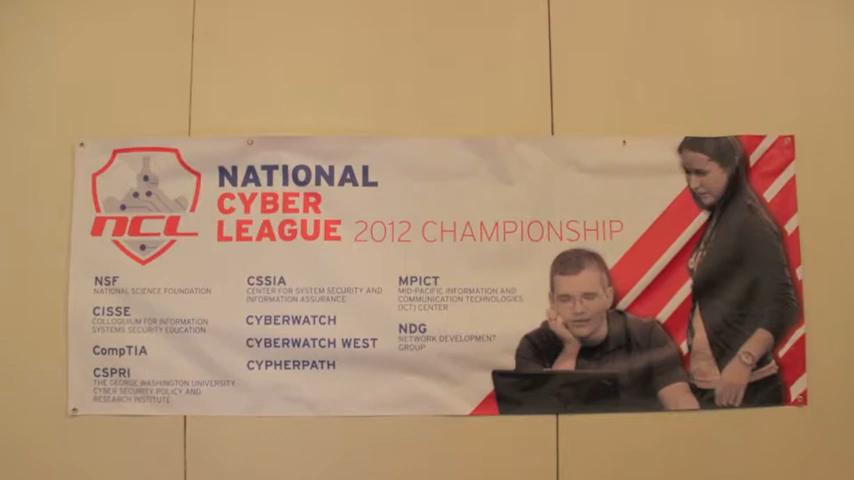 NCL
NATIONAL
CYBER
LEAGUE 2012 CHAMPIONSHIP
NSF
NATIONAL SCIENCE FOUNDATION
CISSE
COLLOQUIUM FOR INFORMATION
SYSTEMS SECURITY EDUCATION
CompTIA
CSPRI
THE GEORGE WASHINGTON UNIVERSITY
CYBER SECURITY POLICY AND
RESEARCH INSTITUTE
CSSIA
CENTER FOR SYSTEM SECURITY AND
INFORMATION ASSURANCE
CYBERWATCH
CYBERWATCH WEST
CYPHERPATH
MPICT
MID-PACIFIC INFORMATION AND
COMMUNICATION TECHNOLOGIES
(ICT) CENTER
NDG
NETWORK DEVELOPMENT
GROUP